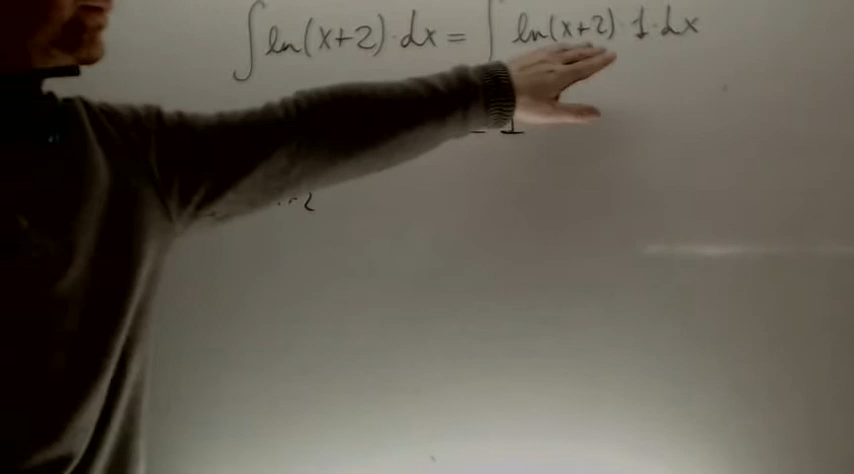 ∫ln(x+2)·dx = ∫ln(x+2)·1·dx